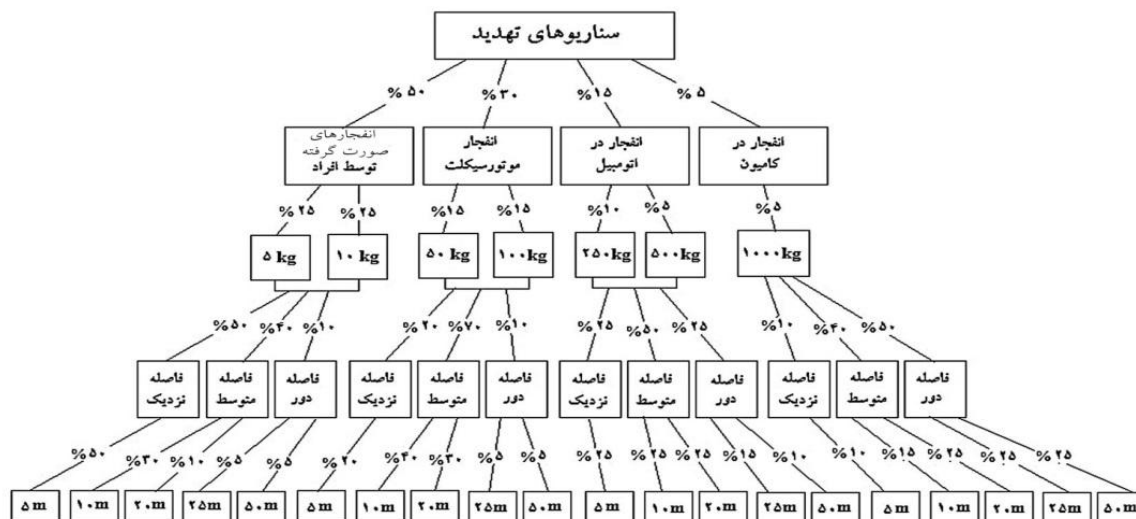 سناریوهای تهدید
% ۵۰ % ۳۰ % ۱۵ % ۵
انفجارهای
صورت گرفته
توسط افراد
انفجار
موتورسیکلت
انفجار در
اتومبیل
انفجار در
کامیون
% ۲۵ % ۲۵ % ۱۵ % ۱۵ % ۱۰ % ۵ % ۵
۵ kg ۱۰ kg ۵۰ kg ۱۰۰kg ۲۵۰kg ۵۰۰kg ۱۰۰۰kg
% ۵۰ % ۴۰ % ۱۰ % ۲۰ % ۷۰ % ۱۰ % ۲۵ % ۵۰ % ۲۵ % ۱۰ % ۴۰ % ۵۰
فاصله
نزدیک
فاصله
متوسط
فاصله
دور
فاصله
نزدیک
فاصله
متوسط
فاصله
دور
فاصله
نزدیک
فاصله
متوسط
فاصله
دور
فاصله
نزدیک
فاصله
متوسط
فاصله
دور
% ۵۰ % ۳۰ % ۱۰ % ۵ % ۵ % ۲۰ % ۴۰ % ۳۰ % ۵ % ۵ % ۲۵ % ۲۵ % ۲۵ % ۱۵ % ۱۰ % ۱۰ % ۱۵ % ۲۵ % ۲۵ % ۲۵
۵ m ۱۰m ۲۰m ۲۵m ۵۰m ۵m ۱۰m ۲۰m ۲۵m ۵۰m ۵m ۱۰m ۲۰m ۲۵m ۵۰m ۵m ۱۰m ۲۰m ۲۵m ۵۰m